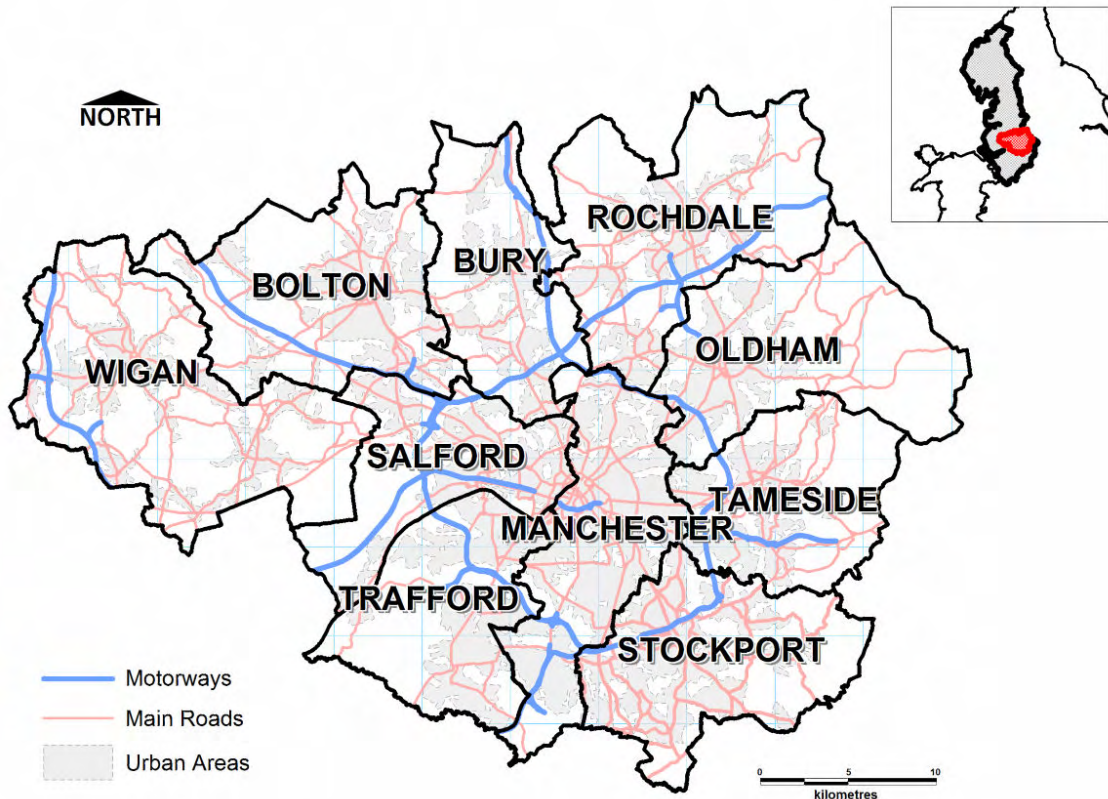 NORTH
ROCHDALE
BURY
BOLTON
OLDHAM
WIGAN
SALFORD
TAMESIDE
MANCHESTER
TRAFFORD
STOCKPORT
Motorways
Main Roads
Urban Areas
0 5 10
kilometres